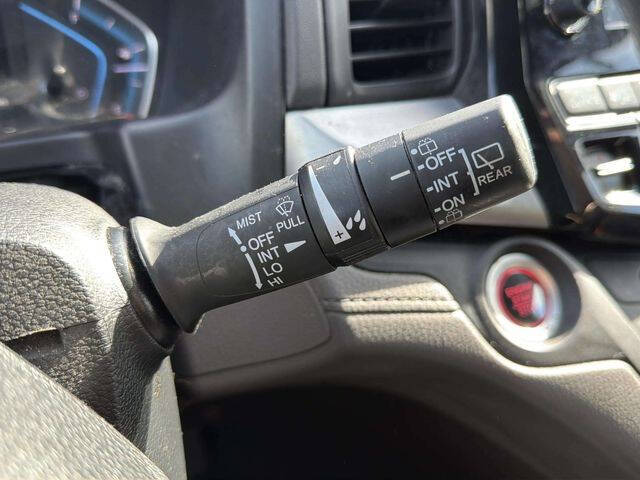 MIST
PULL
OFF
INT
LO
HI
+
OFF
INT
ON
REAR